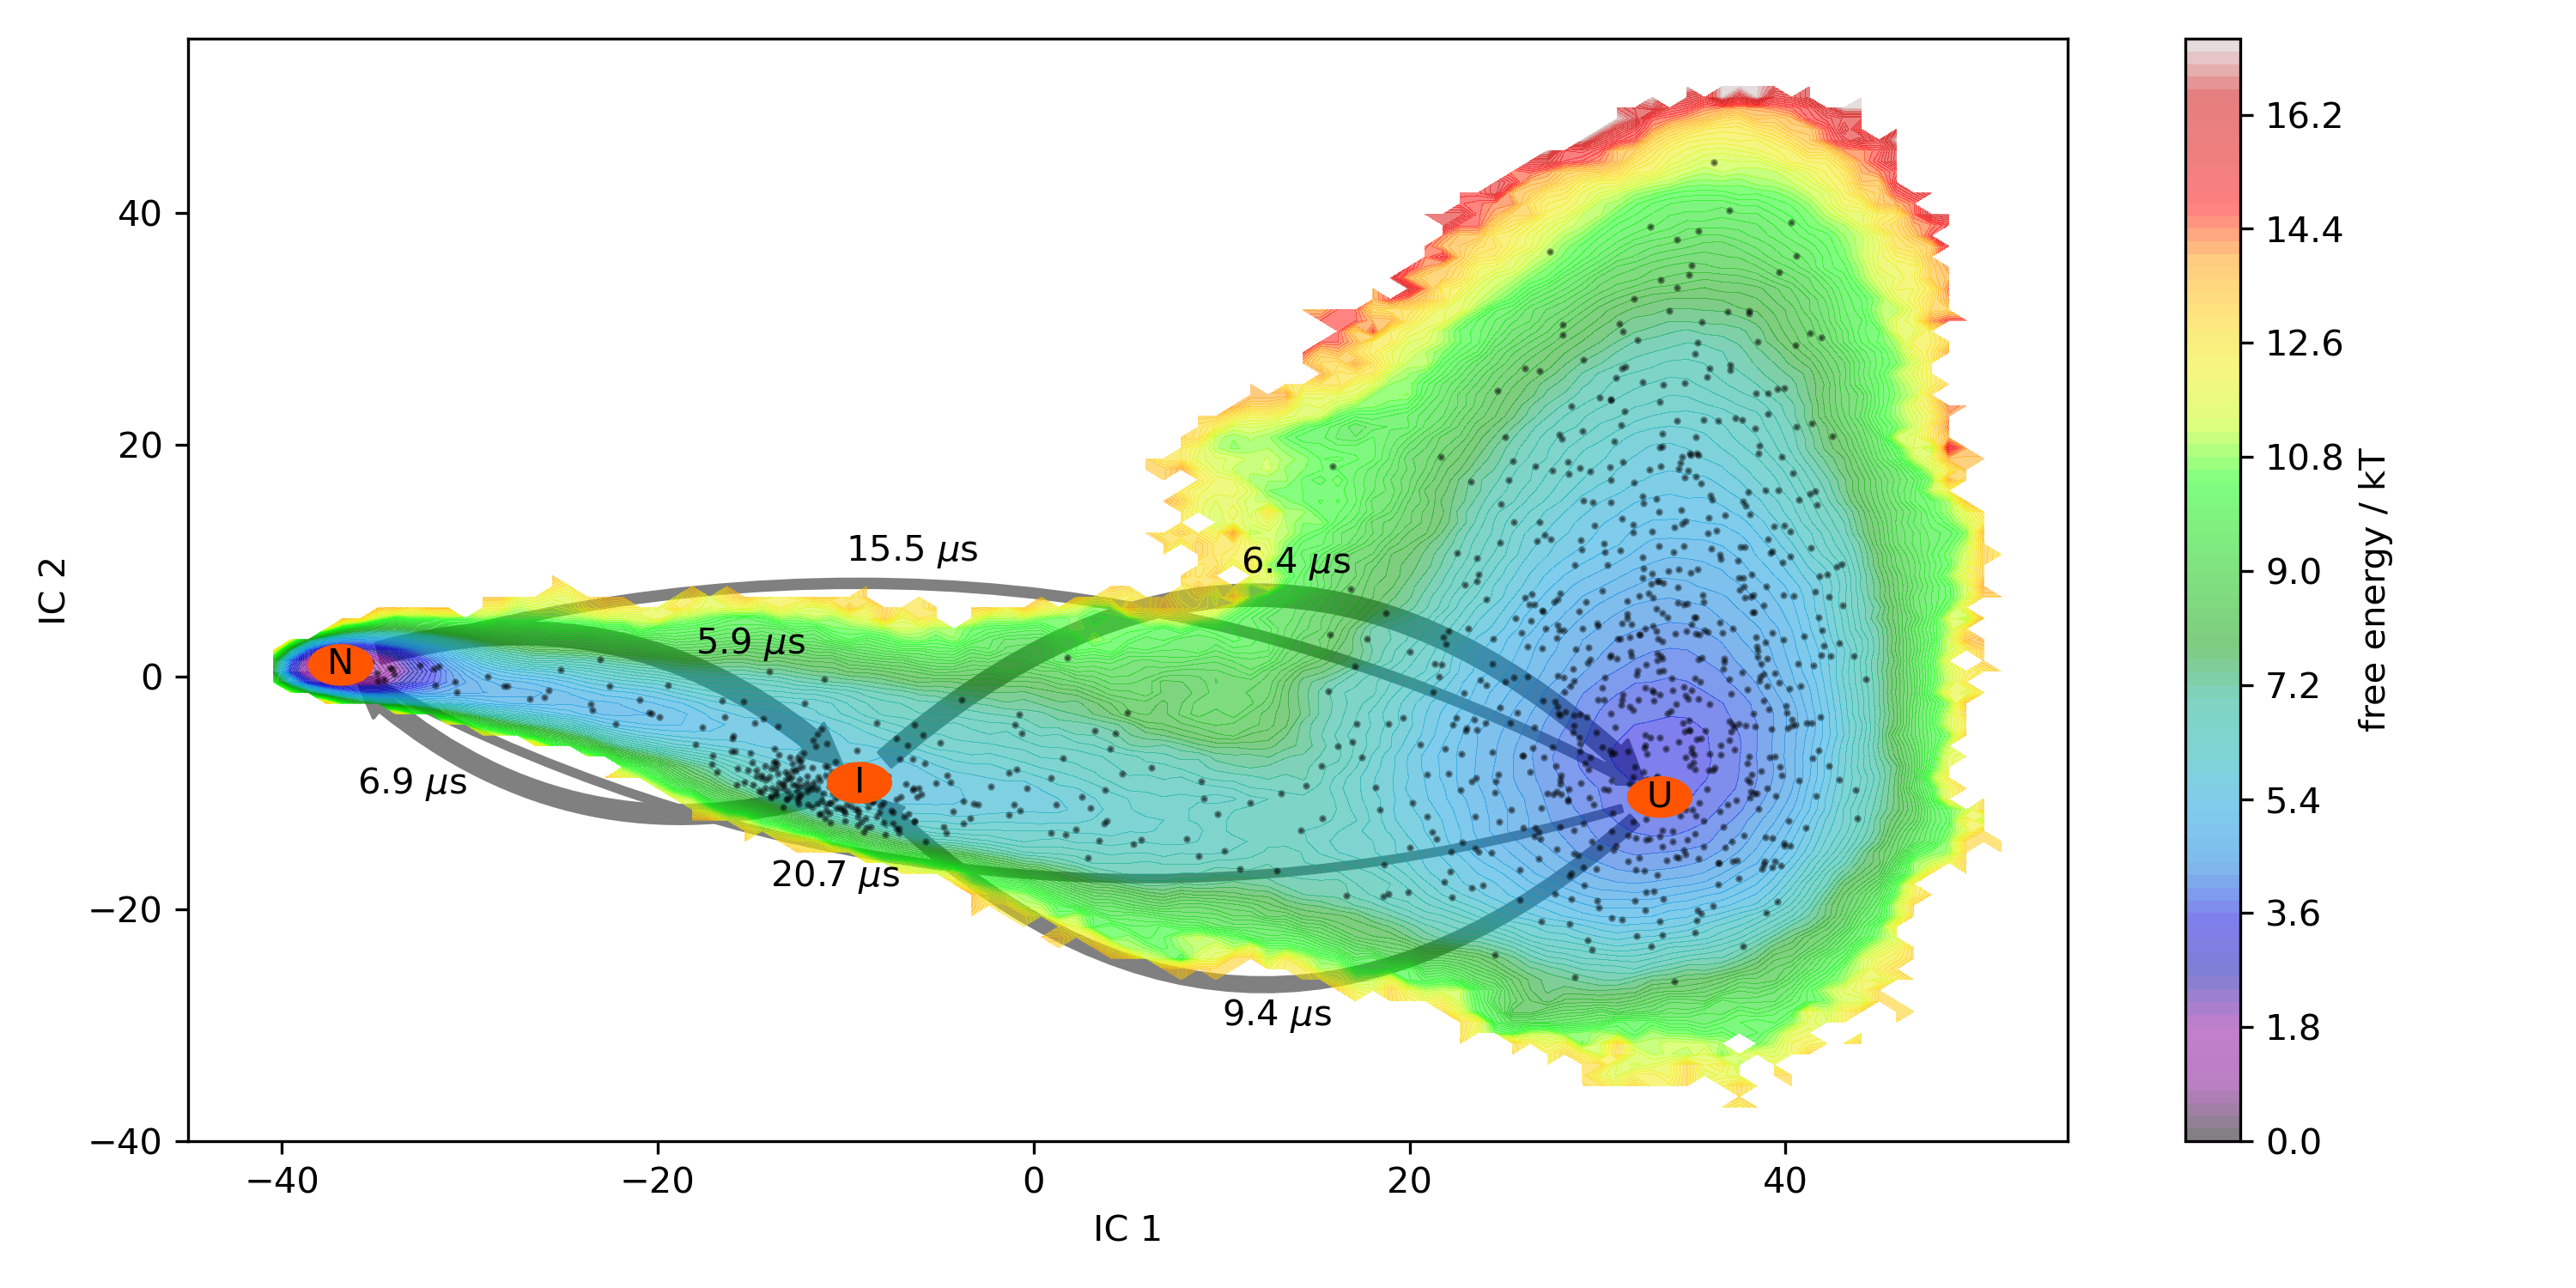 40
20
0
−20
−40
IC 2
−40
−20
0
20
40
IC 1
15.5 μs
6.4 μs
5.9 μs
6.9 μs
20.7 μs
9.4 μs
N
I
U
16.2
14.4
12.6
10.8
9.0
7.2
5.4
3.6
1.8
0.0
free energy / kT